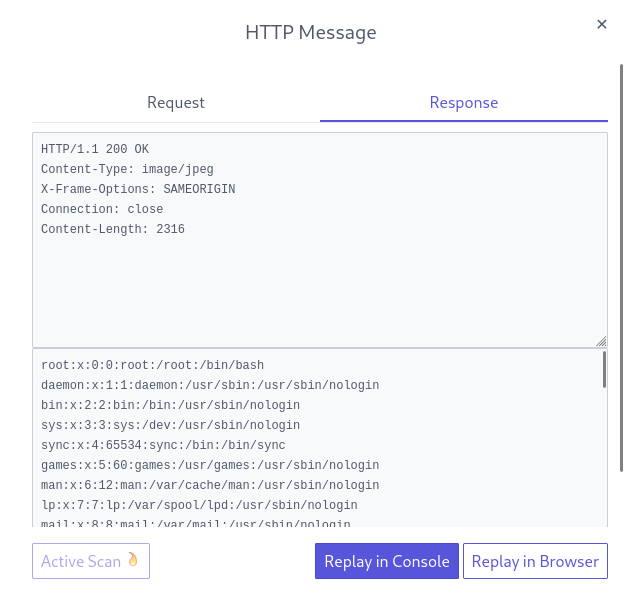 HTTP Message
×
Request
Response
HTTP/1.1 200 OK
Content-Type: image/jpeg
X-Frame-Options: SAMEORIGIN
Connection: close
Content-Length: 2316
root:x:0:0:root:/root:/bin/bash
daemon:x:1:1:daemon:/usr/sbin:/usr/sbin/nologin
bin:x:2:2:bin:/bin:/usr/sbin/nologin
sys:x:3:3:sys:/dev:/usr/sbin/nologin
sync:x:4:65534:sync:/bin:/bin/sync
games:x:5:60:games:/usr/games:/usr/sbin/nologin
man:x:6:12:man:/var/cache/man:/usr/sbin/nologin
lp:x:7:7:lp:/var/spool/lpd:/usr/sbin/nologin
mail:x:8:8:mail:/var/mail:/usr/sbin/nologin
Active Scan
Replay in Console
Replay in Browser